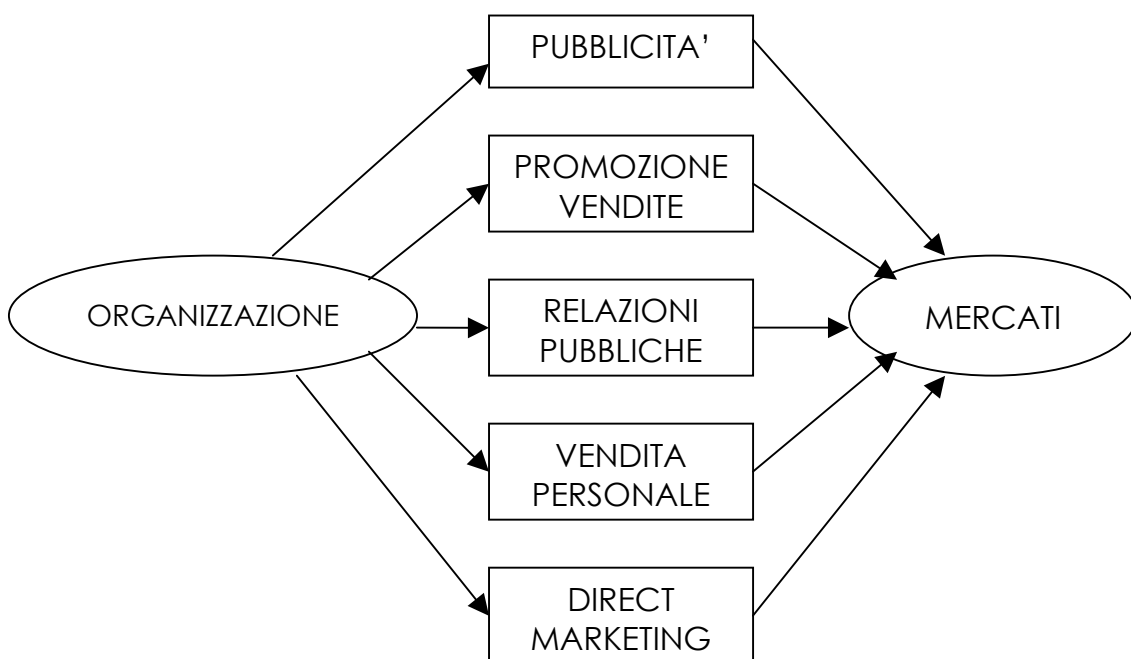 PUBBLICITA’
PROMOZIONE
VENDITE
ORGANIZZAZIONE
RELAZIONI
PUBBLICHE
MERCATI
VENDITA
PERSONALE
DIRECT
MARKETING